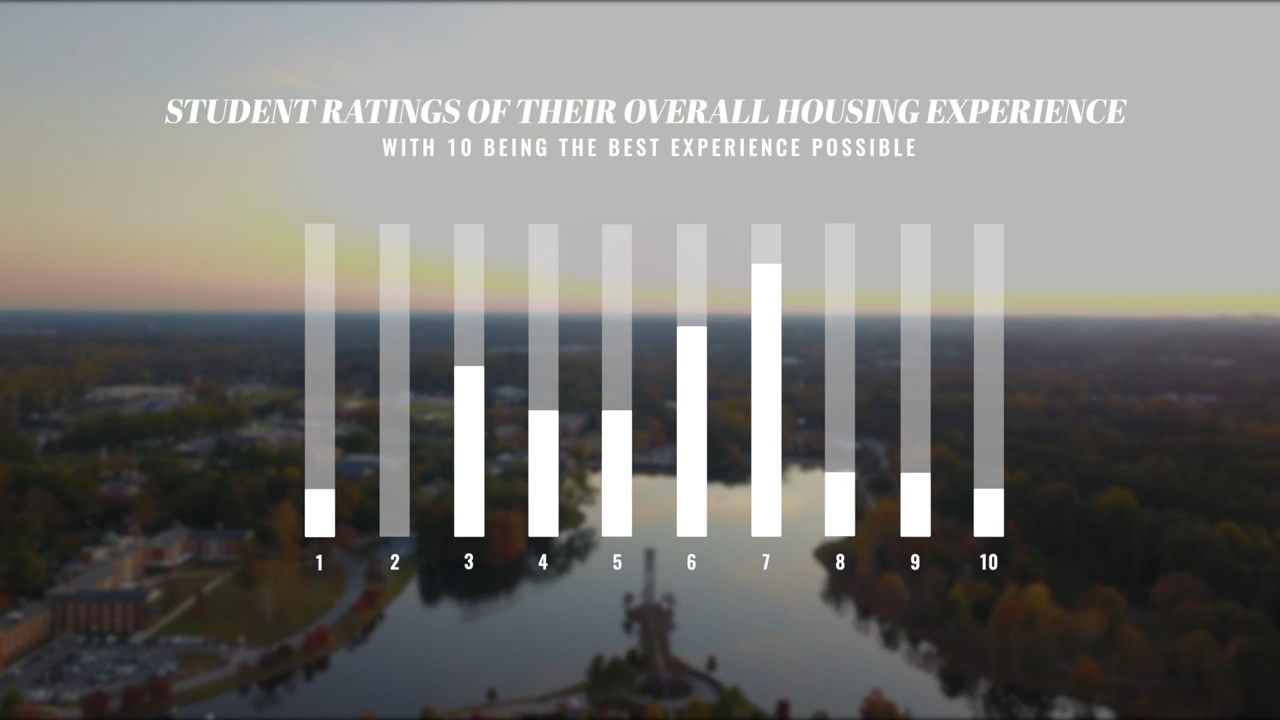 STUDENT RATINGS OF THEIR OVERALL HOUSING EXPERIENCE
WITH 10 BEING THE BEST EXPERIENCE POSSIBLE
1 2 3 4 5 6 7 8 9 10